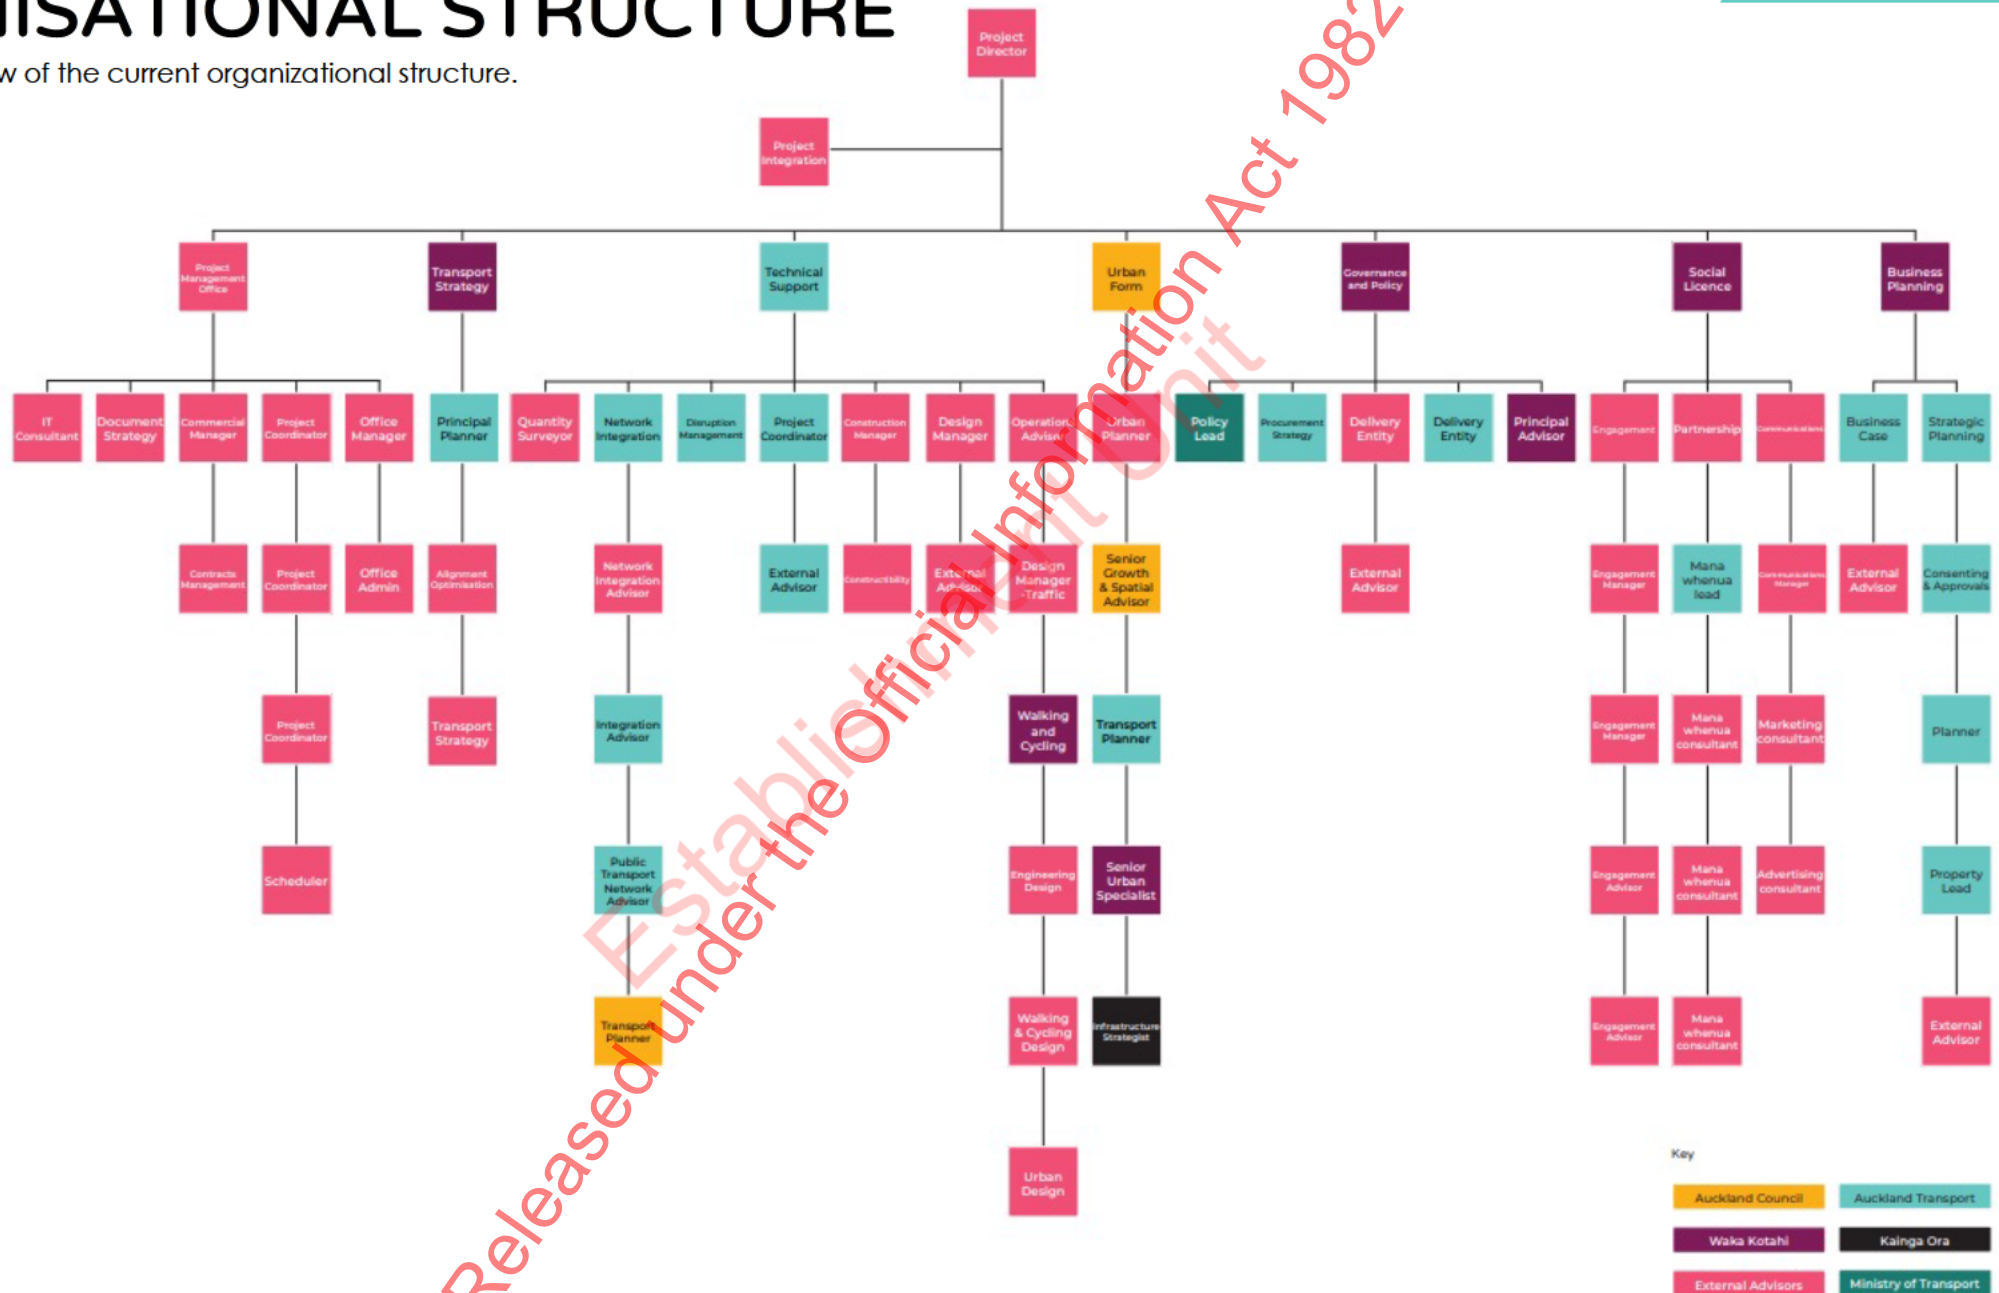 NISATIONAL STRUCTURE
w of the current organizational structure.
Project
Director
Project
Integration
Project
Management
Office
Transport
Strategy
Technical
Support
Urban
Form
Governance
and Policy
Social
Licence
Business
Planning
IT
Consultant
Document
Strategy
Commercial
Manager
Project
Coordinator
Office
Manager
Principal
Planner
Quantity
Surveyor
Network
Integration
Disruption
Management
Project
Coordinator
Construction
Manager
Design
Manager
Operation
Advisor
Urban
Planner
Policy
Lead
Procurement
Strategy
Delivery
Entity
Delivery
Entity
Principal
Advisor
Engagement
Partnership
Communications
Business
Case
Strategic
Planning
Contracts
Management
Project
Coordinator
Office
Admin
Alignment
Optimisation
Network
Integration
Advisor
External
Advisor
Constructibility
External
Advisor
Design
Manager
-Traffic
Senior
Growth
& Spatial
Advisor
External
Advisor
Engagement
Manager
Mana
whenua
lead
Communications
Manager
External
Advisor
Consenting
& Approvals
Project
Coordinator
Transport
Strategy
Integration
Advisor
Walking
and
Cycling
Transport
Planner
Engagement
Manager
Mana
whenua
consultant
Marketing
consultant
Planner
Scheduler
Public
Transport
Network
Advisor
Engineering
Design
Senior
Urban
Specialist
Engagement
Advisor
Mana
whenua
consultant
Advertising
consultant
Property
Lead
Transport
Planner
Walking
& Cycling
Design
Infrastructure
Strategist
Engagement
Advisor
Mana
whenua
consultant
External
Advisor
Urban
Design
Key
Auckland Council
Auckland Transport
Waka Kotahi
Kainga Ora
External Advisors
Ministry of Transport
Establishment Unit
Released under the Official Information Act 1982